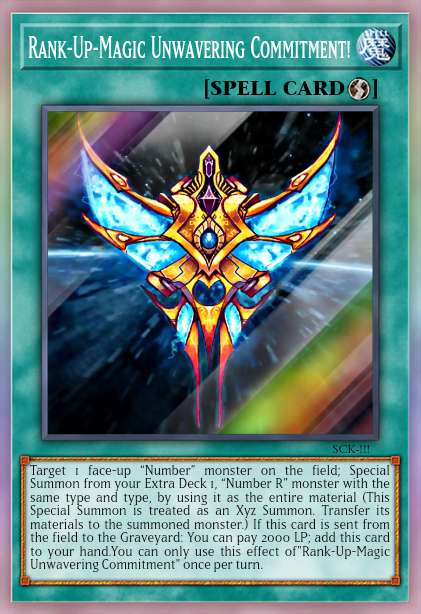 Rank-Up-Magic Unwavering Commitment!
魔
[SPELL CARD]
SCK-!!!
Target 1 face-up “Number” monster on the field; Special
Summon from your Extra Deck 1, “Number R” monster with the
same type and type, by using it as the entire material (This
Special Summon is treated as an Xyz Summon. Transfer its
materials to the summoned monster.) If this card is sent from
the field to the Graveyard: You can pay 2000 LP; add this card
to your hand.You can only use this effect of"Rank-Up-Magic
Unwavering Commitment" once per turn.